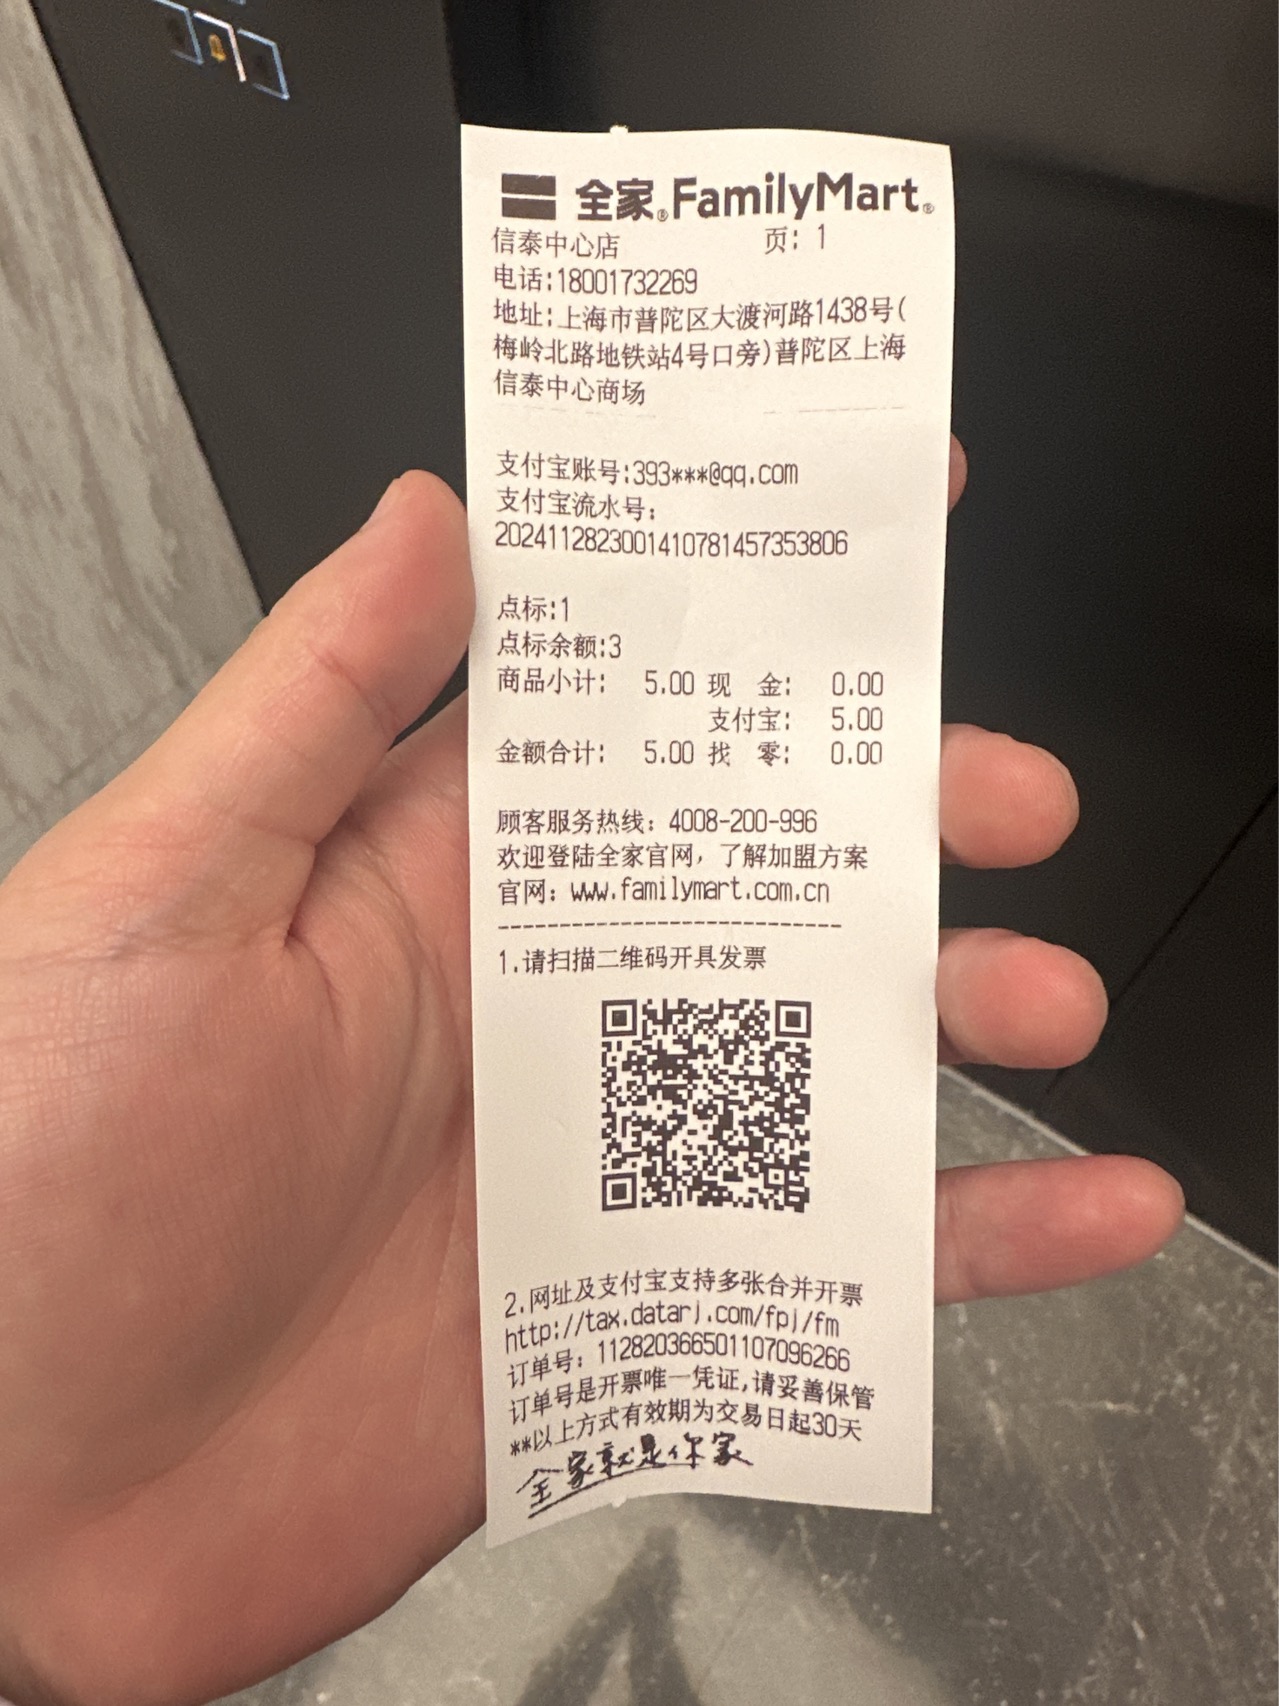 全家®FamilyMart®
信泰中心店 页: 1
电话:18001732269
地址:上海市普陀区大渡河路1438号(
梅岭北路地铁站4号口旁)普陀区上海
信泰中心商场
支付宝账号:393***@qq.com
支付宝流水号:
2024112823001410781457353806
点标:1
点标余额:3
商品小计: 5.00 现 金: 0.00
支付宝: 5.00
金额合计: 5.00 找 零: 0.00
顾客服务热线: 4008-200-996
欢迎登陆全家官网,了解加盟方案
官网: www.familymart.com.cn
----------------------------
1.请扫描二维码开具发票
2.网址及支付宝支持多张合并开票
http://tax.datarj.com/fpj/fm
订单号: 112820366501107096266
订单号是开票唯一凭证,请妥善保管
**以上方式有效期为交易日起30天
全家就是你家